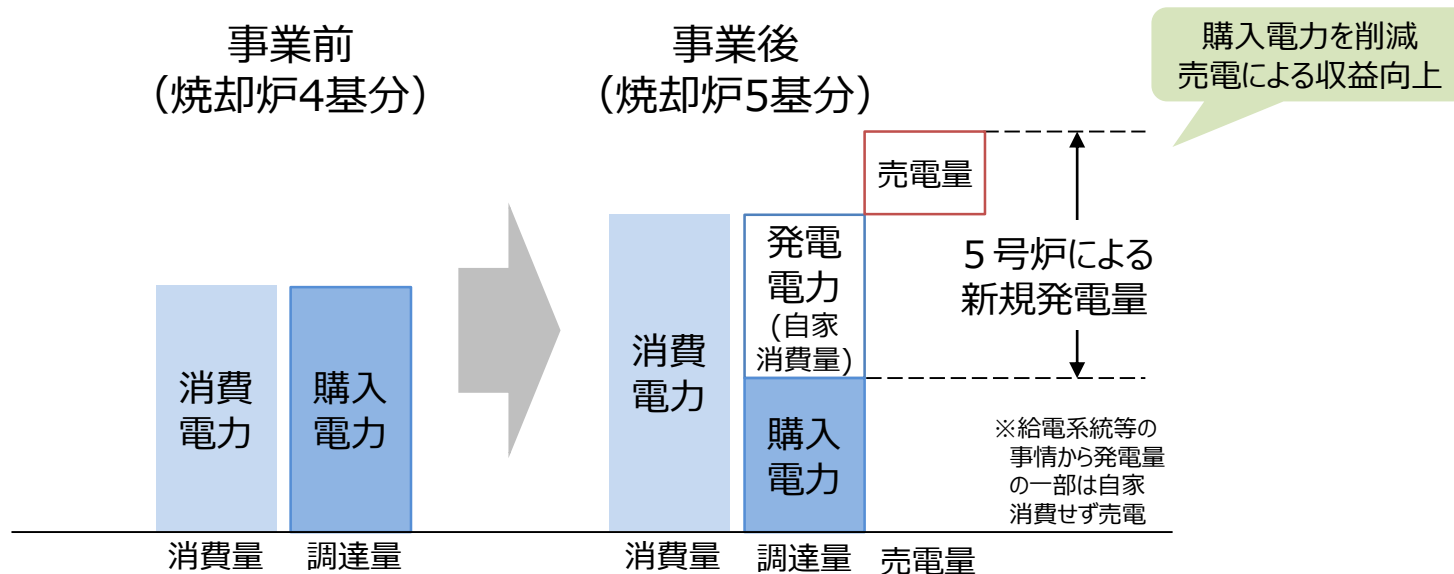 事業前
（焼却炉4基分）
事業後
（焼却炉5基分）
購入電力を削減
売電による収益向上
売電量
発電
電力
(自家
消費量)
５号炉による
新規発電量
消費
電力
購入
電力
消費
電力
購入
電力
※給電系統等の
事情から発電量
の一部は自家
消費せず売電
消費量
調達量
消費量
調達量
売電量